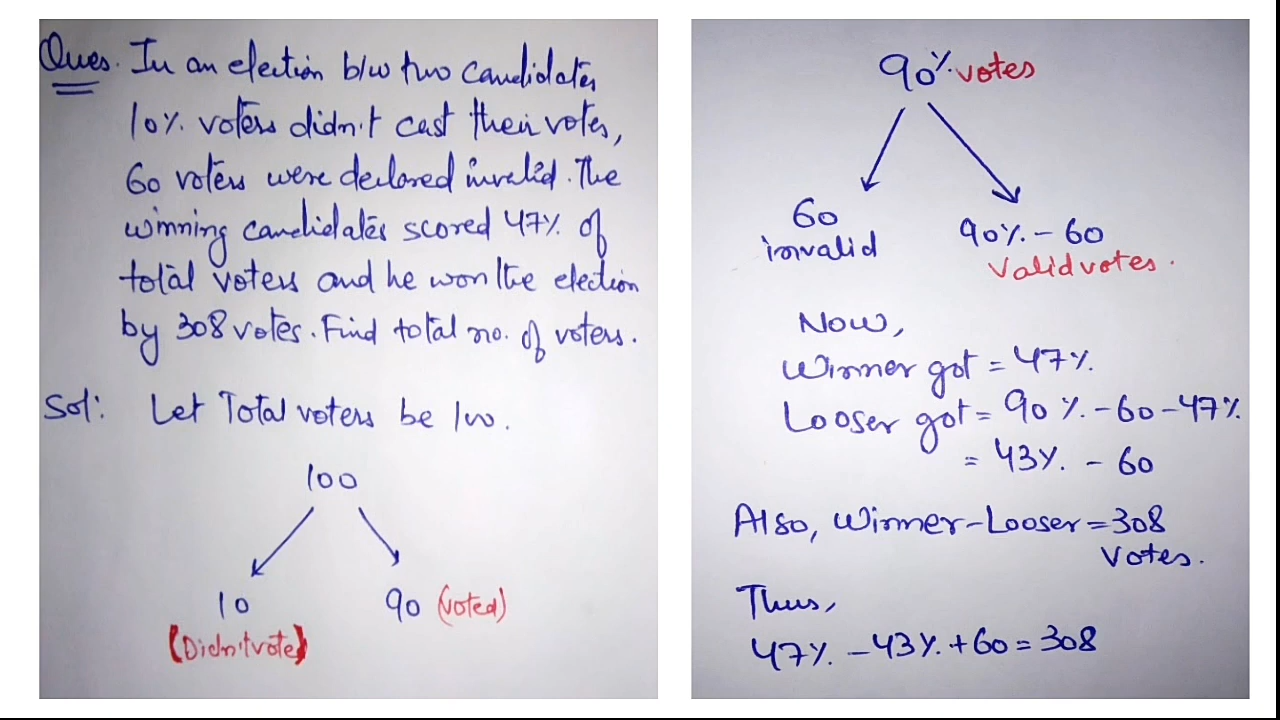 Ques. In an election b/w two candidates
10% voters didn't cast their votes,
60 voters were declared invalid. The
winning candidates scored 47% of
total voters and he won the election
by 308 votes. Find total no. of voters.
Sol: Let Total voters be 100.
100
10
90 (voted)
(Didn't vote)
90% votes
60
invalid
90% - 60
Valid votes.
Now,
Winner got = 47%.
Looser got = 90% - 60 - 47%
= 43% - 60
Also, Winner - Looser = 308
Votes.
Thus,
47% - 43% + 60 = 308